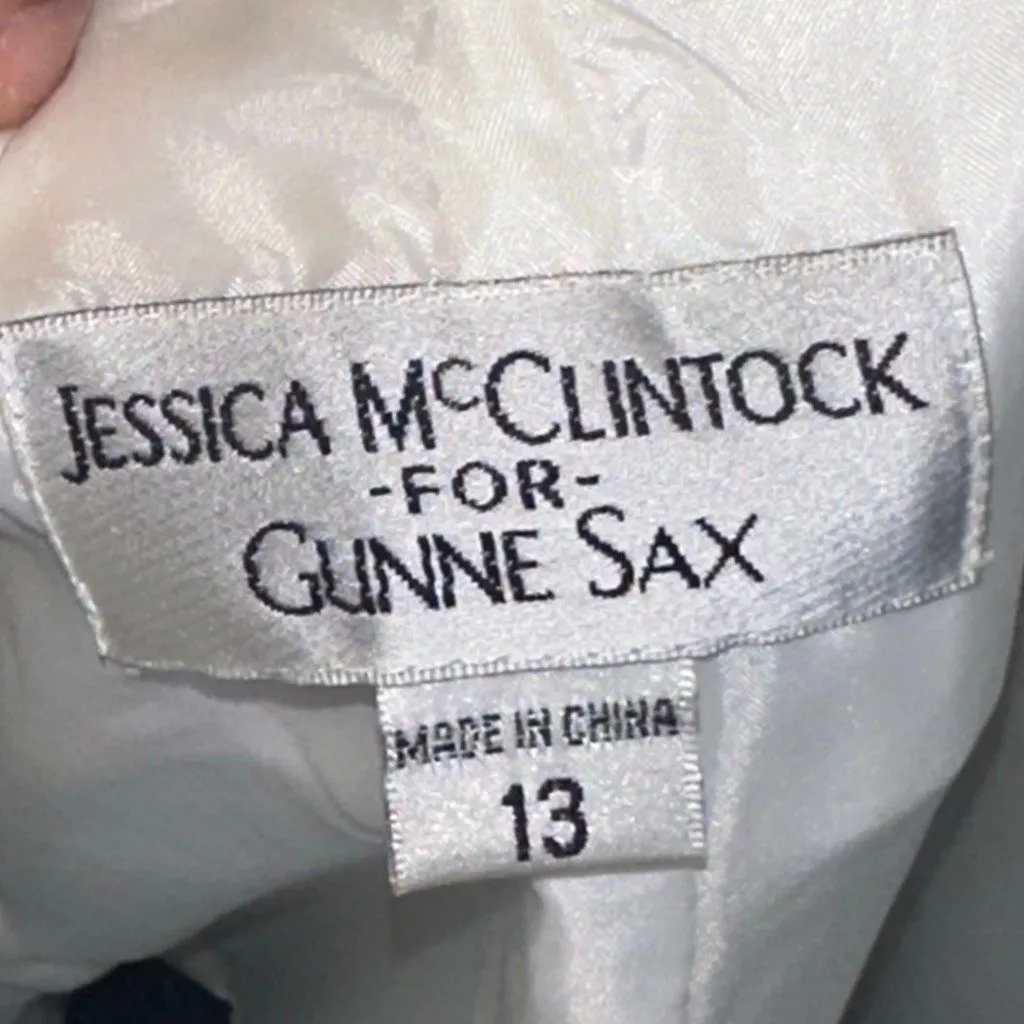 JESSICA MCCLINTOCK
-FOR-
GUNNE SAX
MADE IN CHINA
13